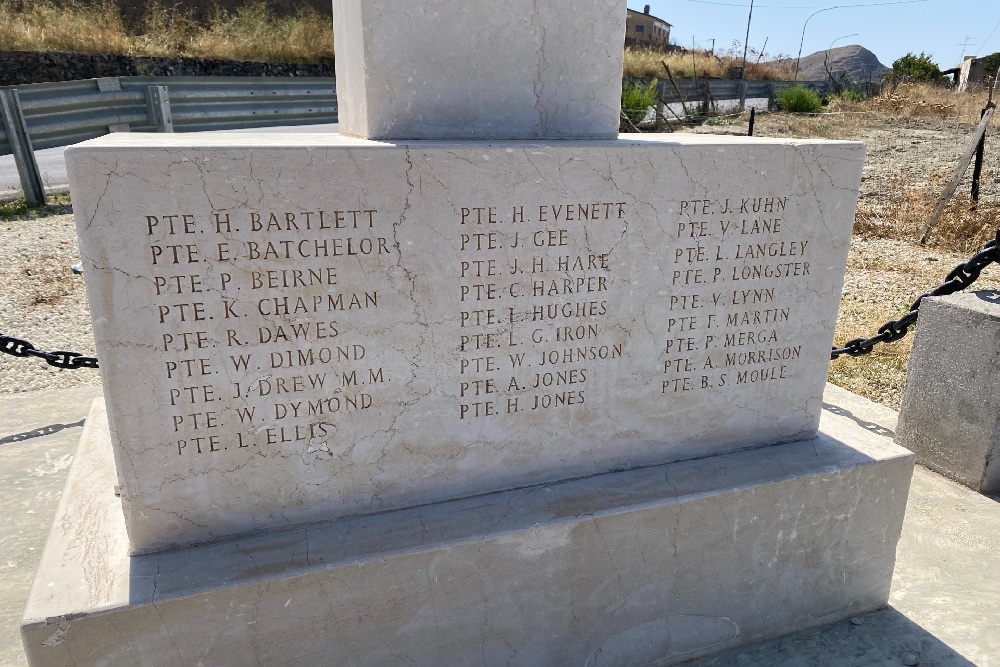 PTE. H. BARTLETT
PTE. E. BATCHELOR
PTE. P. BEIRNE
PTE. K. CHAPMAN
PTE. R. DAWES
PTE. W. DIMOND
PTE. J. DREW M.M.
PTE. W. DYMOND
PTE. L. ELLIS
PTE. H. EVENETT
PTE. J. GEE
PTE. J. H. HARE
PTE. C. HARPER
PTE. L. HUGHES
PTE. L. G. IRON
PTE. W. JOHNSON
PTE. A. JONES
PTE. H. JONES
PTE. J. KUHN
PTE. V. LANE
PTE. L. LANGLEY
PTE. P. LONGSTER
PTE. V. LYNN
PTE. F. MARTIN
PTE. P. MERGA
PTE. A. MORRISON
PTE. B. S MOULE